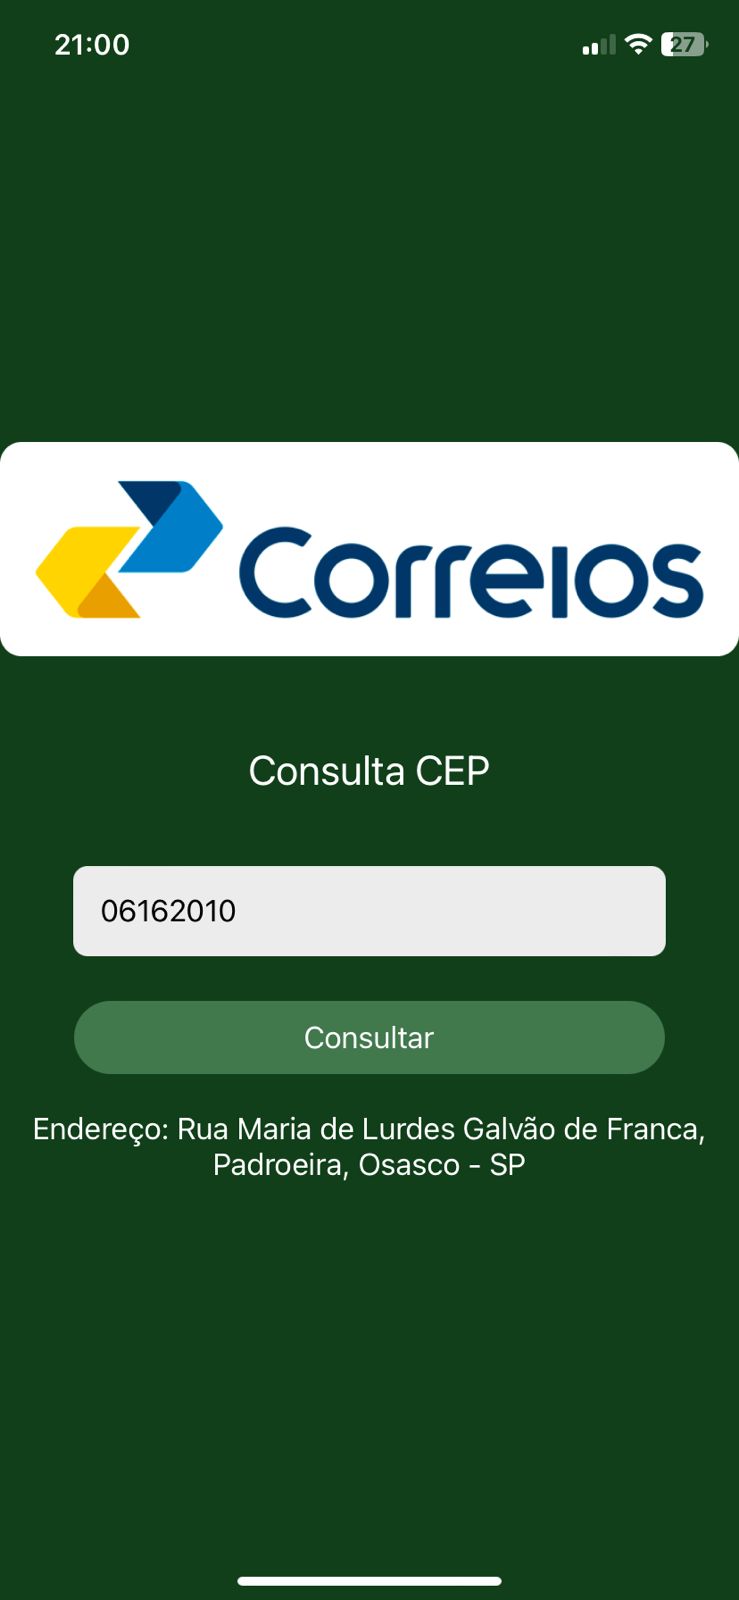 21:00
27
Correios
Consulta CEP
06162010
Consultar
Endereço: Rua Maria de Lurdes Galvão de Franca,
Padroeira, Osasco - SP